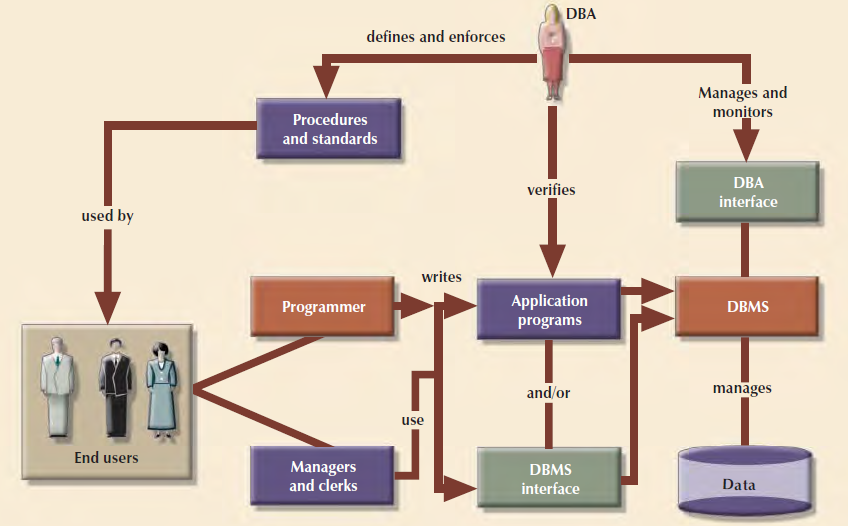 DBA
defines and enforces
Manages and
monitors
Procedures
and standards
DBA
interface
verifies
used by
writes
Programmer
Application
programs
DBMS
and/or
manages
use
End users
Managers
and clerks
DBMS
interface
Data